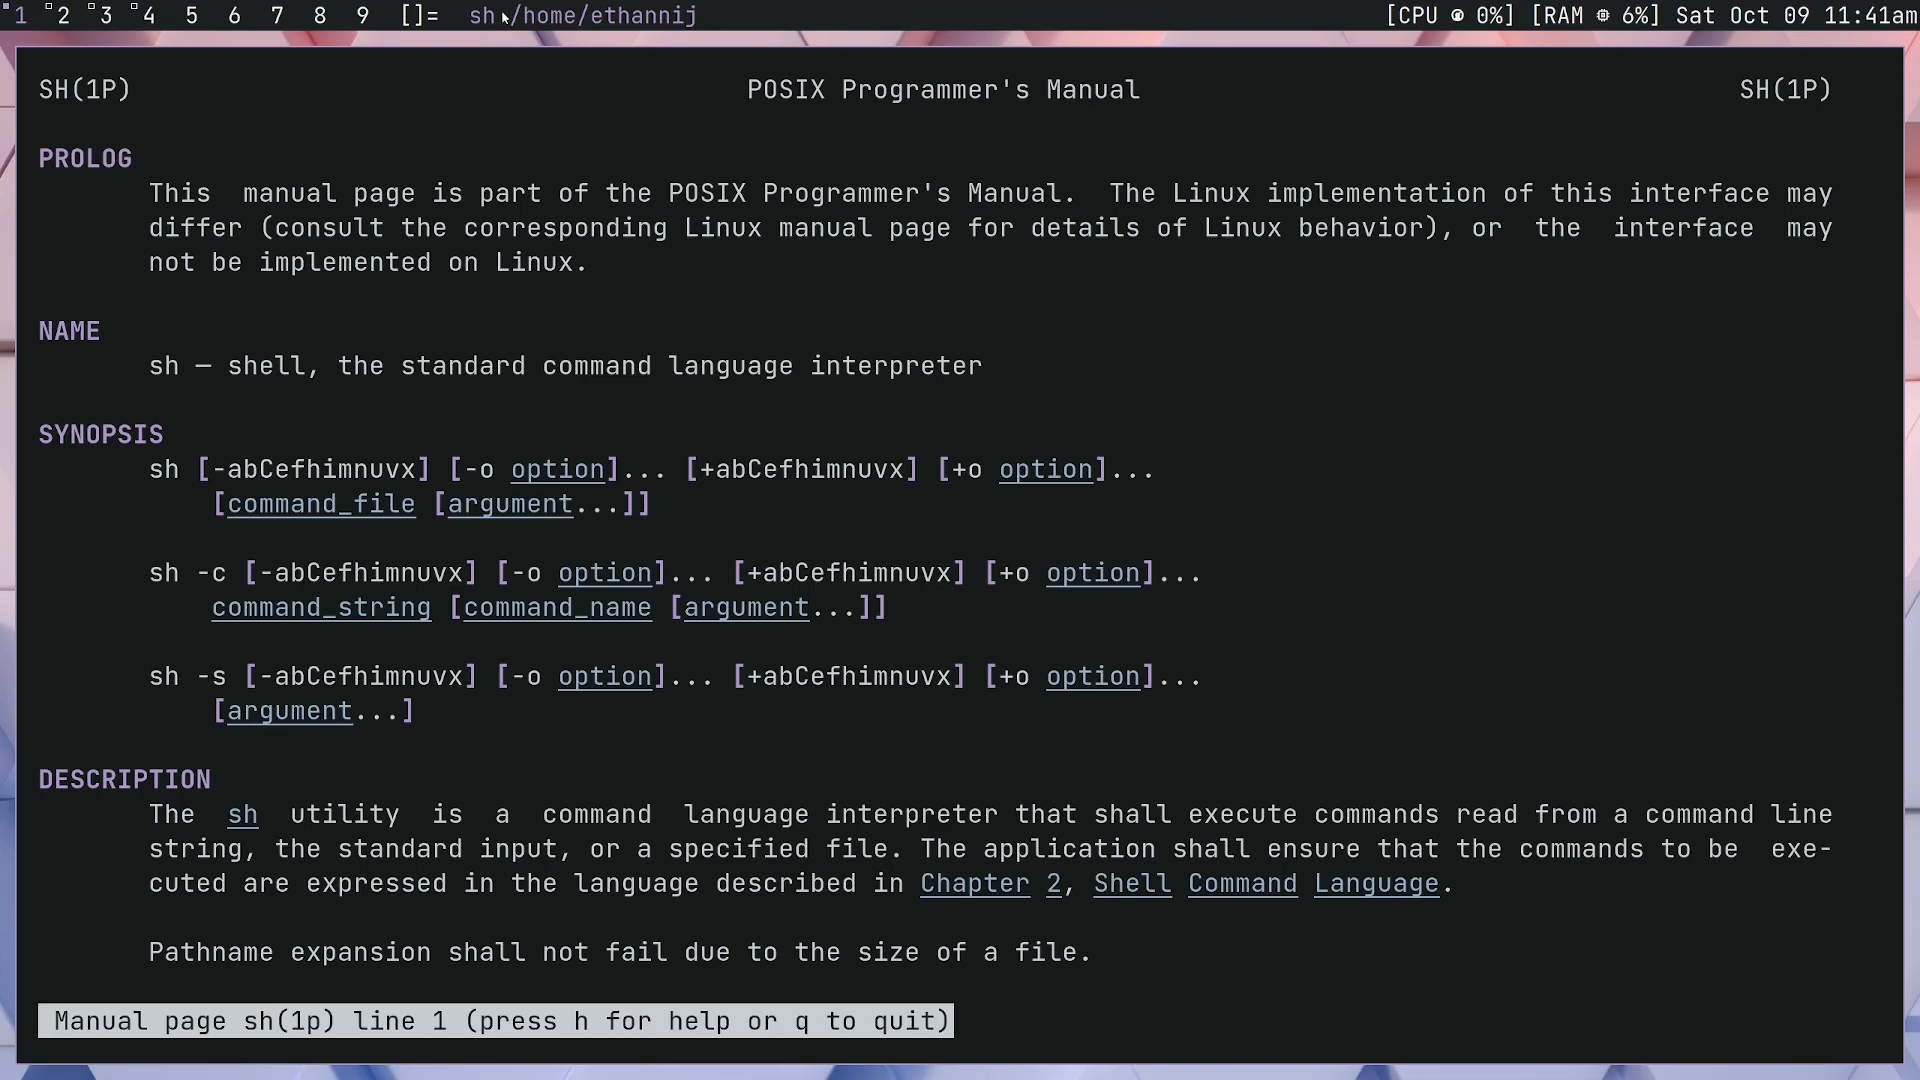 1 2 3 4 5 6 7 8 9 []= sh /home/ethannij [CPU 0%] [RAM 6%] Sat Oct 09 11:41am
SH(1P) POSIX Programmer's Manual SH(1P)
PROLOG
This manual page is part of the POSIX Programmer's Manual. The Linux implementation of this interface may
differ (consult the corresponding Linux manual page for details of Linux behavior), or the interface may
not be implemented on Linux.
NAME
sh — shell, the standard command language interpreter
SYNOPSIS
sh [-abCefhimnuvx] [-o option]... [+abCefhimnuvx] [+o option]...
[command_file [argument...]]
sh -c [-abCefhimnuvx] [-o option]... [+abCefhimnuvx] [+o option]...
command_string [command_name [argument...]]
sh -s [-abCefhimnuvx] [-o option]... [+abCefhimnuvx] [+o option]...
[argument...]
DESCRIPTION
The sh utility is a command language interpreter that shall execute commands read from a command line
string, the standard input, or a specified file. The application shall ensure that the commands to be exe-
cuted are expressed in the language described in Chapter 2, Shell Command Language.
Pathname expansion shall not fail due to the size of a file.
Manual page sh(1p) line 1 (press h for help or q to quit)